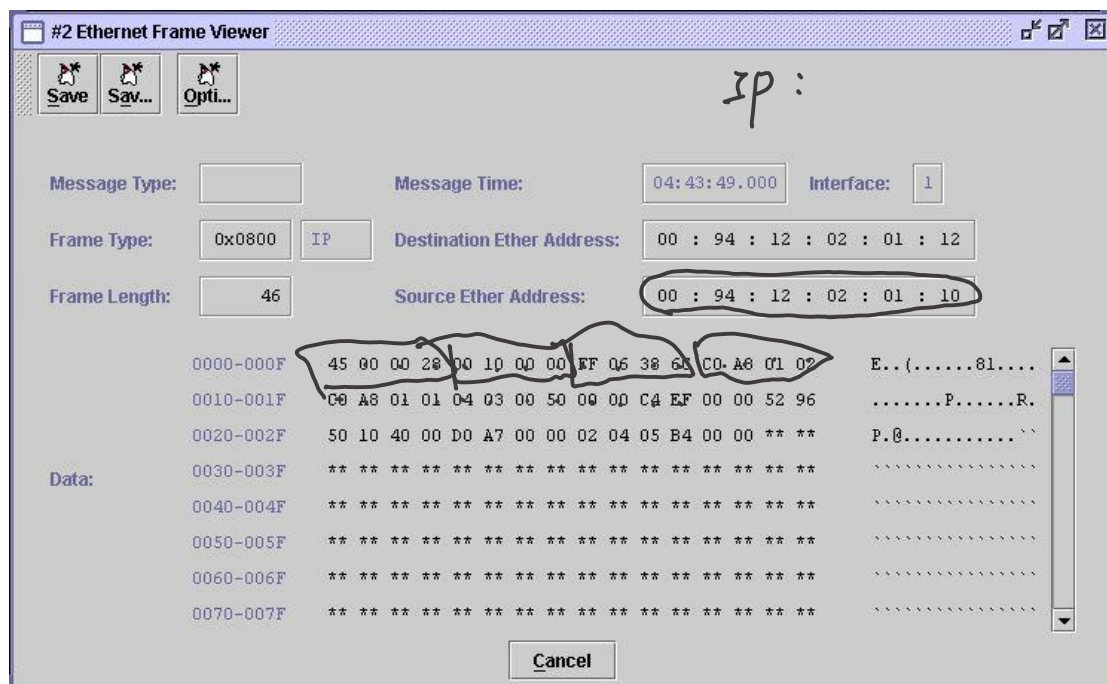 #2 Ethernet Frame Viewer
Save Sav... Opti...
IP :
Message Type: Message Time: 04:43:49.000 Interface: 1
Frame Type: 0x0800 IP Destination Ether Address: 00 : 94 : 12 : 02 : 01 : 12
Frame Length: 46 Source Ether Address: 00 : 94 : 12 : 02 : 01 : 10
0000-000F 45 00 00 28 00 10 00 00 FF 06 38 6C C0 A8 01 02 E..(......8l....
0010-001F C0 A8 01 01 04 03 00 50 00 00 C4 EF 00 00 52 96 .......P......R.
0020-002F 50 10 40 00 D0 A7 00 00 02 04 05 B4 00 00 ** ** P.@...........``
Data:
0030-003F ** ** ** ** ** ** ** ** ** ** ** ** ** ** ** ** ````````````````
0040-004F ** ** ** ** ** ** ** ** ** ** ** ** ** ** ** ** ````````````````
0050-005F ** ** ** ** ** ** ** ** ** ** ** ** ** ** ** ** ````````````````
0060-006F ** ** ** ** ** ** ** ** ** ** ** ** ** ** ** ** ````````````````
0070-007F ** ** ** ** ** ** ** ** ** ** ** ** ** ** ** ** ````````````````
Cancel